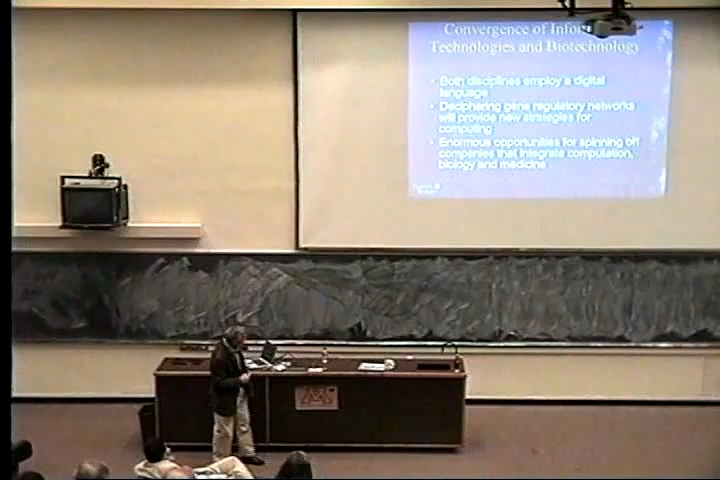 Convergence of
Technologies and Biotechnology
• Both disciplines employ a digital
language
• Deciphering gene regulatory networks
will provide new strategies for
computing
• Enormous opportunities for spinning off
companies that integrate computation,
biology and medicine